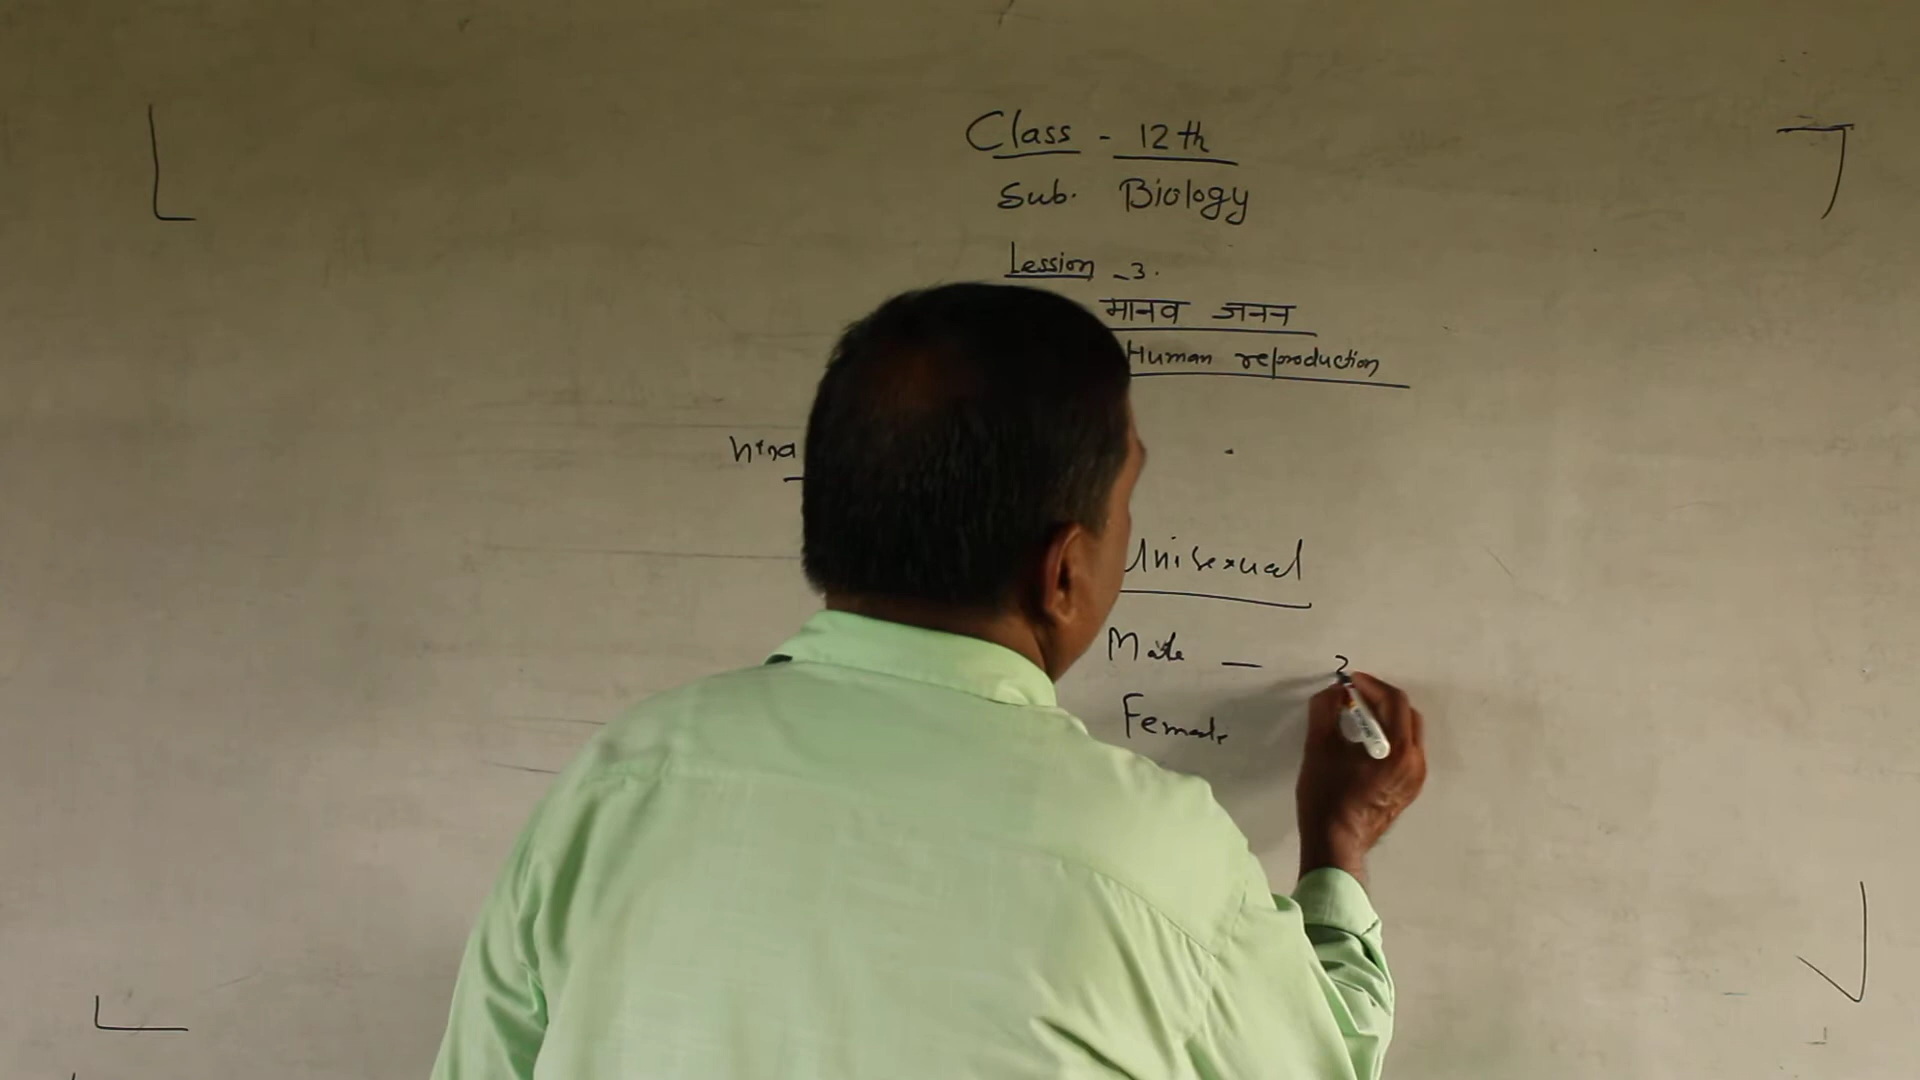 Class - 12th
Sub. Biology
Lession - 3.
मानव जनन
Human reproduction
Unisexual
Male —
Female